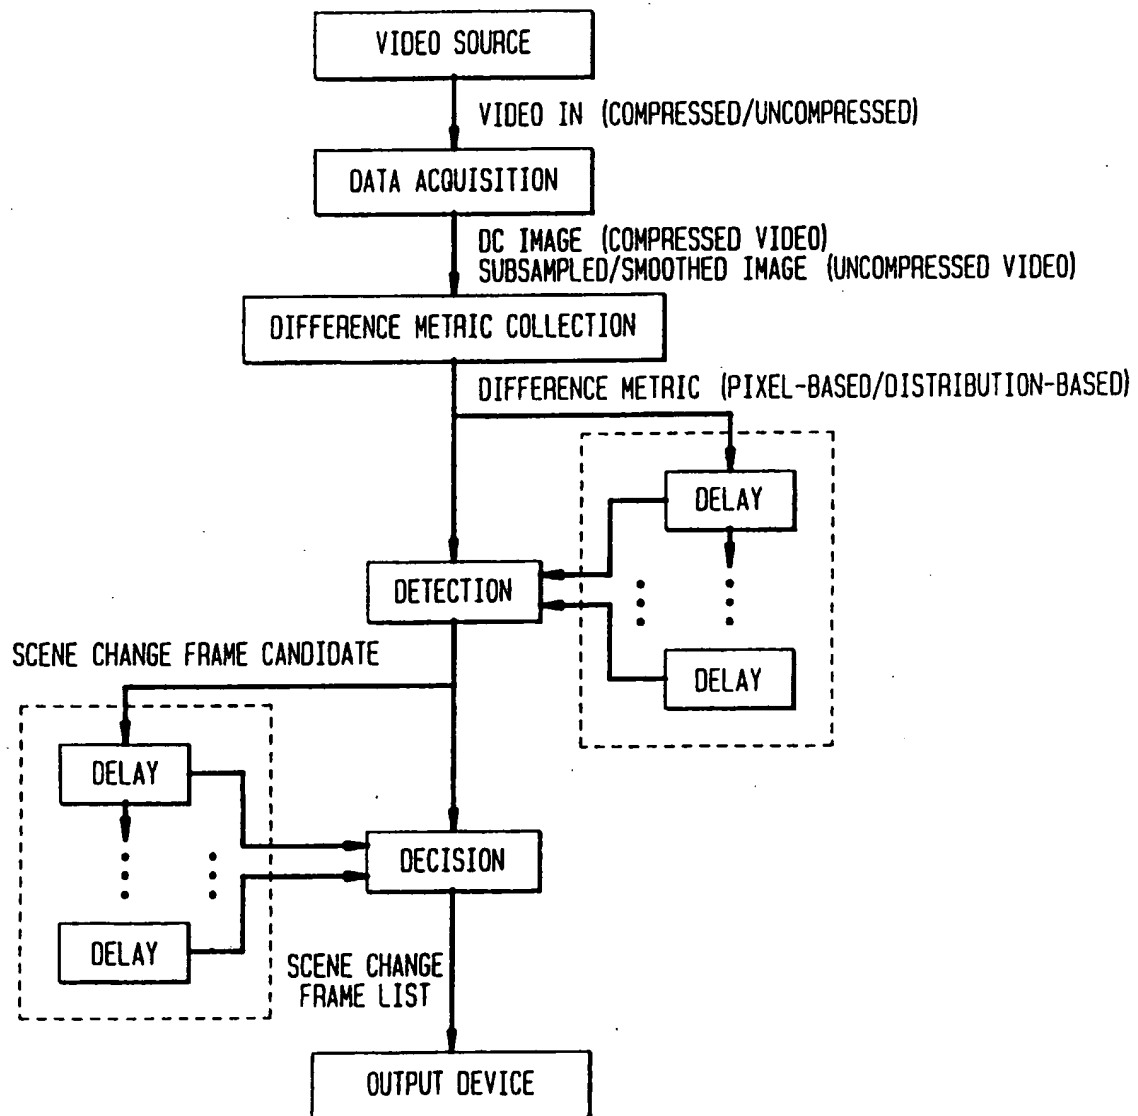 VIDEO SOURCE
VIDEO IN (COMPRESSED/UNCOMPRESSED)
DATA ACQUISITION
DC IMAGE (COMPRESSED VIDEO)
SUBSAMPLED/SMOOTHED IMAGE (UNCOMPRESSED VIDEO)
DIFFERENCE METRIC COLLECTION
DIFFERENCE METRIC (PIXEL-BASED/DISTRIBUTION-BASED)
DELAY
DETECTION
SCENE CHANGE FRAME CANDIDATE
DELAY
DELAY
DECISION
DELAY
SCENE CHANGE
FRAME LIST
OUTPUT DEVICE